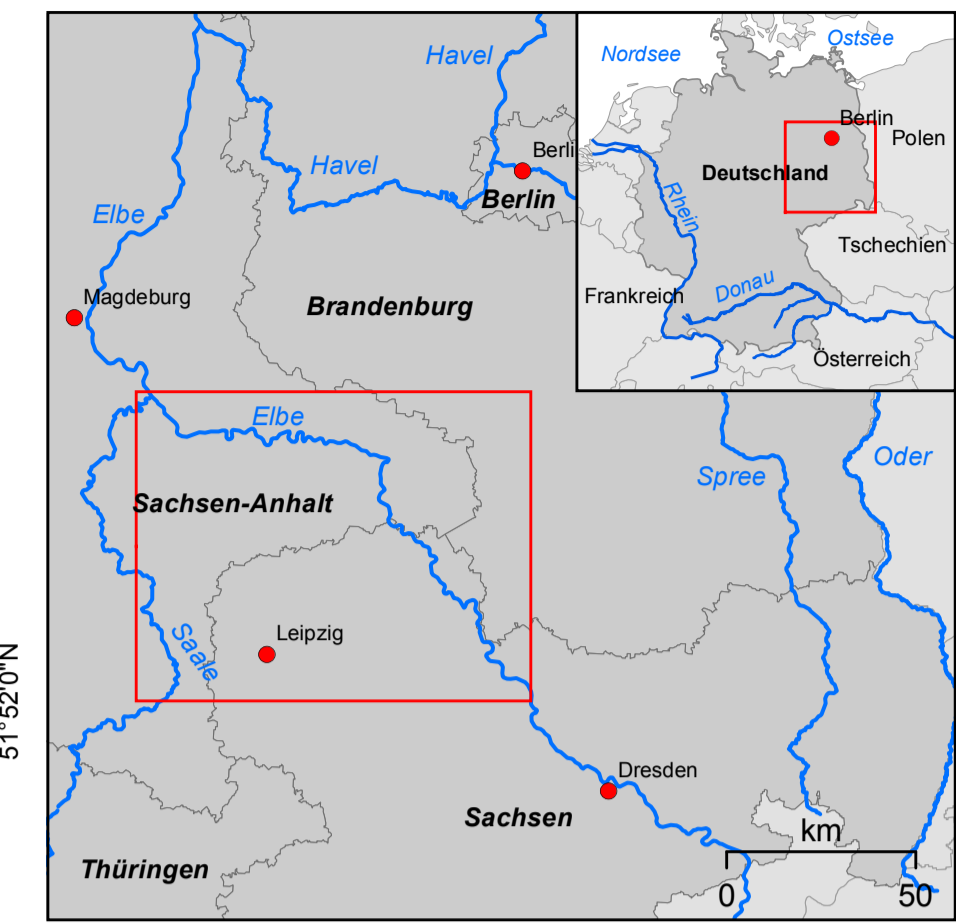 Nordsee
Ostsee
Berlin
Polen
Deutschland
Rhein
Tschechien
Donau
Frankreich
Österreich
Havel
Berli
Havel
Berlin
Elbe
Magdeburg
Brandenburg
Elbe
Spree
Oder
Sachsen-Anhalt
Saale
Leipzig
51°52'0"N
Dresden
Sachsen
km
Thüringen
0 50